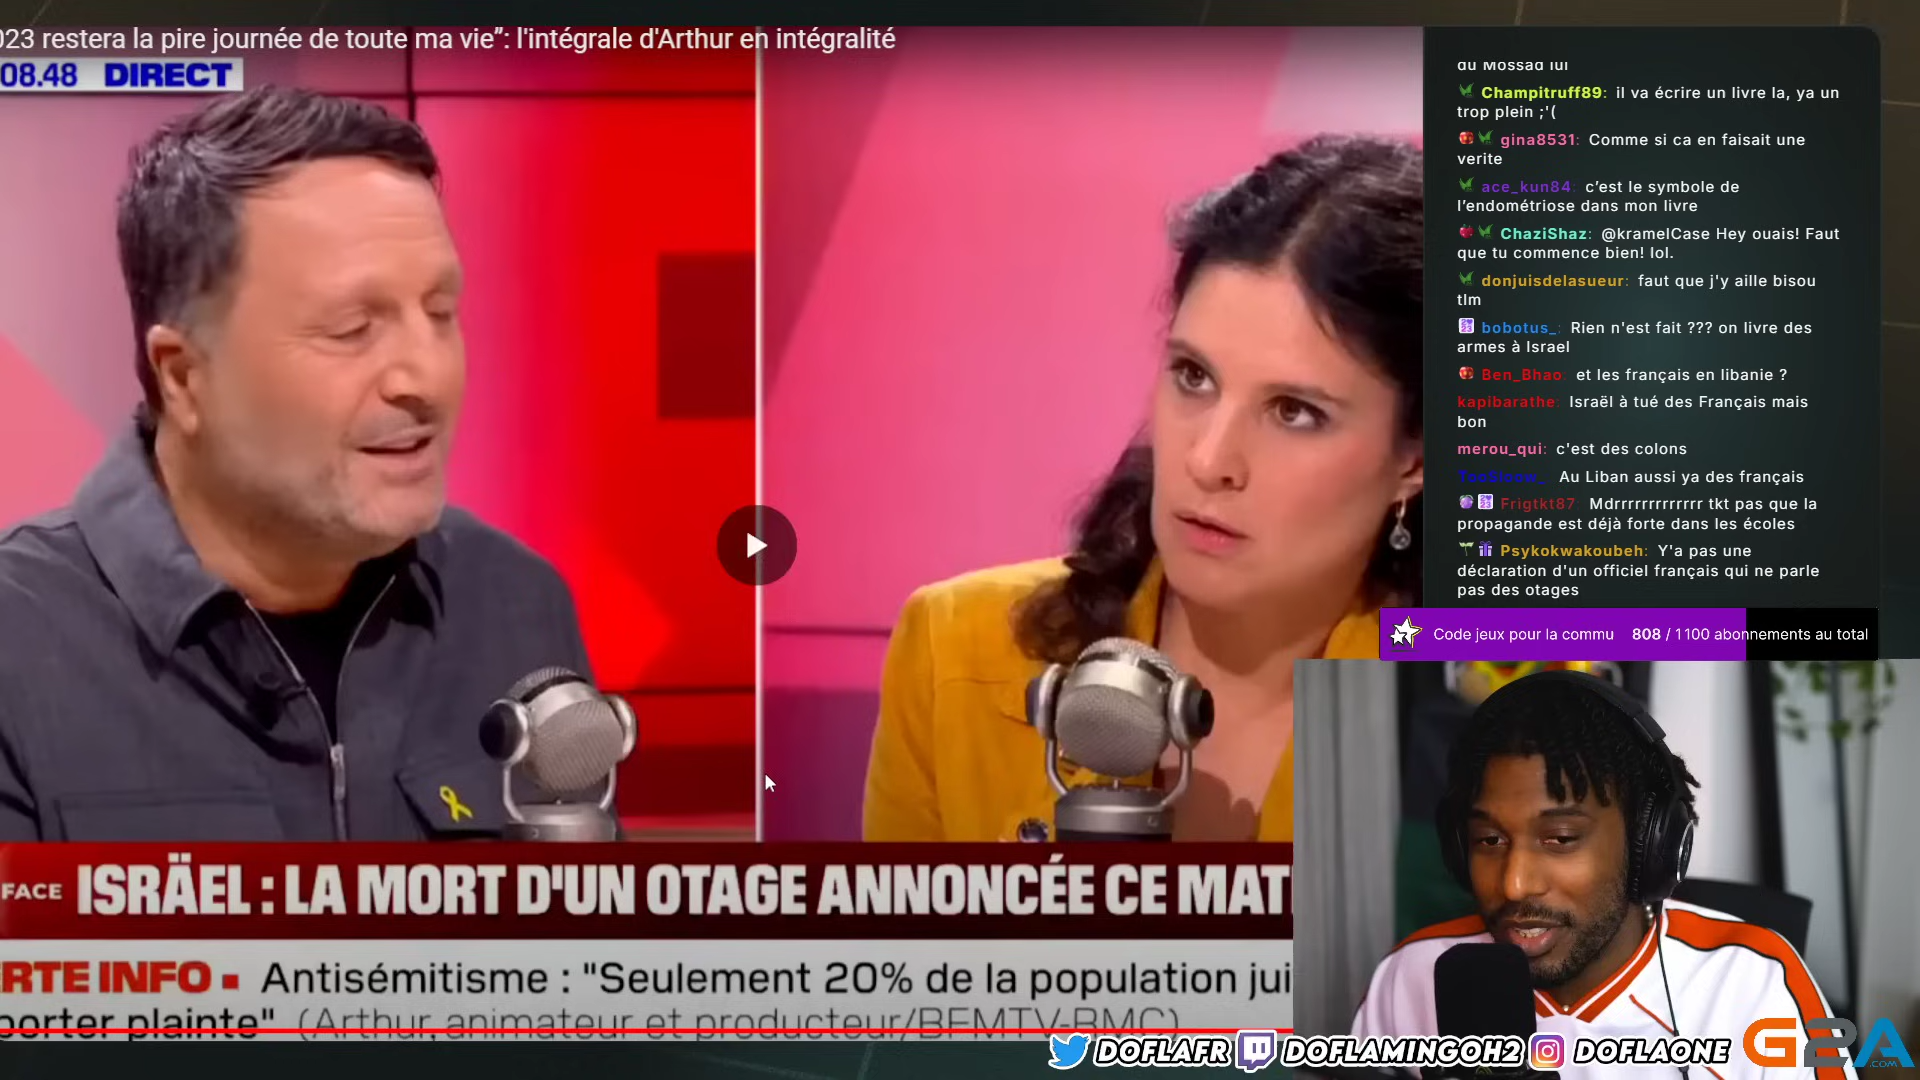 023 restera la pire journée de toute ma vie”: l'intégrale d'Arthur en intégralité
08.48 DIRECT
du Mossad lui
Champitruff89: il va écrire un livre la, ya un
trop plein ;'(
gina8531: Comme si ca en faisait une
verite
ace_kun84: c’est le symbole de
l’endométriose dans mon livre
ChaziShaz: @kramelCase Hey ouais! Faut
que tu commence bien! lol.
donjuisdelasueur: faut que j'y aille bisou
tlm
bobotus_: Rien n'est fait ??? on livre des
armes à Israel
Ben_Bhao: et les français en libanie ?
kapibarathe: Israël à tué des Français mais
bon
merou_qui: c'est des colons
Au Liban aussi ya des français
Frigtkt87: Mdrrrrrrrrrrrr tkt pas que la
propagande est déjà forte dans les écoles
Psykokwakoubeh: Y'a pas une
déclaration d'un officiel français qui ne parle
pas des otages
Code jeux pour la commu 808 / 1100 abonnements au total
FACE ISRÄEL : LA MORT D'UN OTAGE ANNONCÉE CE MATI
RTE INFO ▪ Antisémitisme : "Seulement 20% de la population jui
porter plainte" (Arthur, animateur et producteur/BFMTV-RMC)
DOFLAFR DOFLAMINGOH2 DOFLAONE G2A
.COM